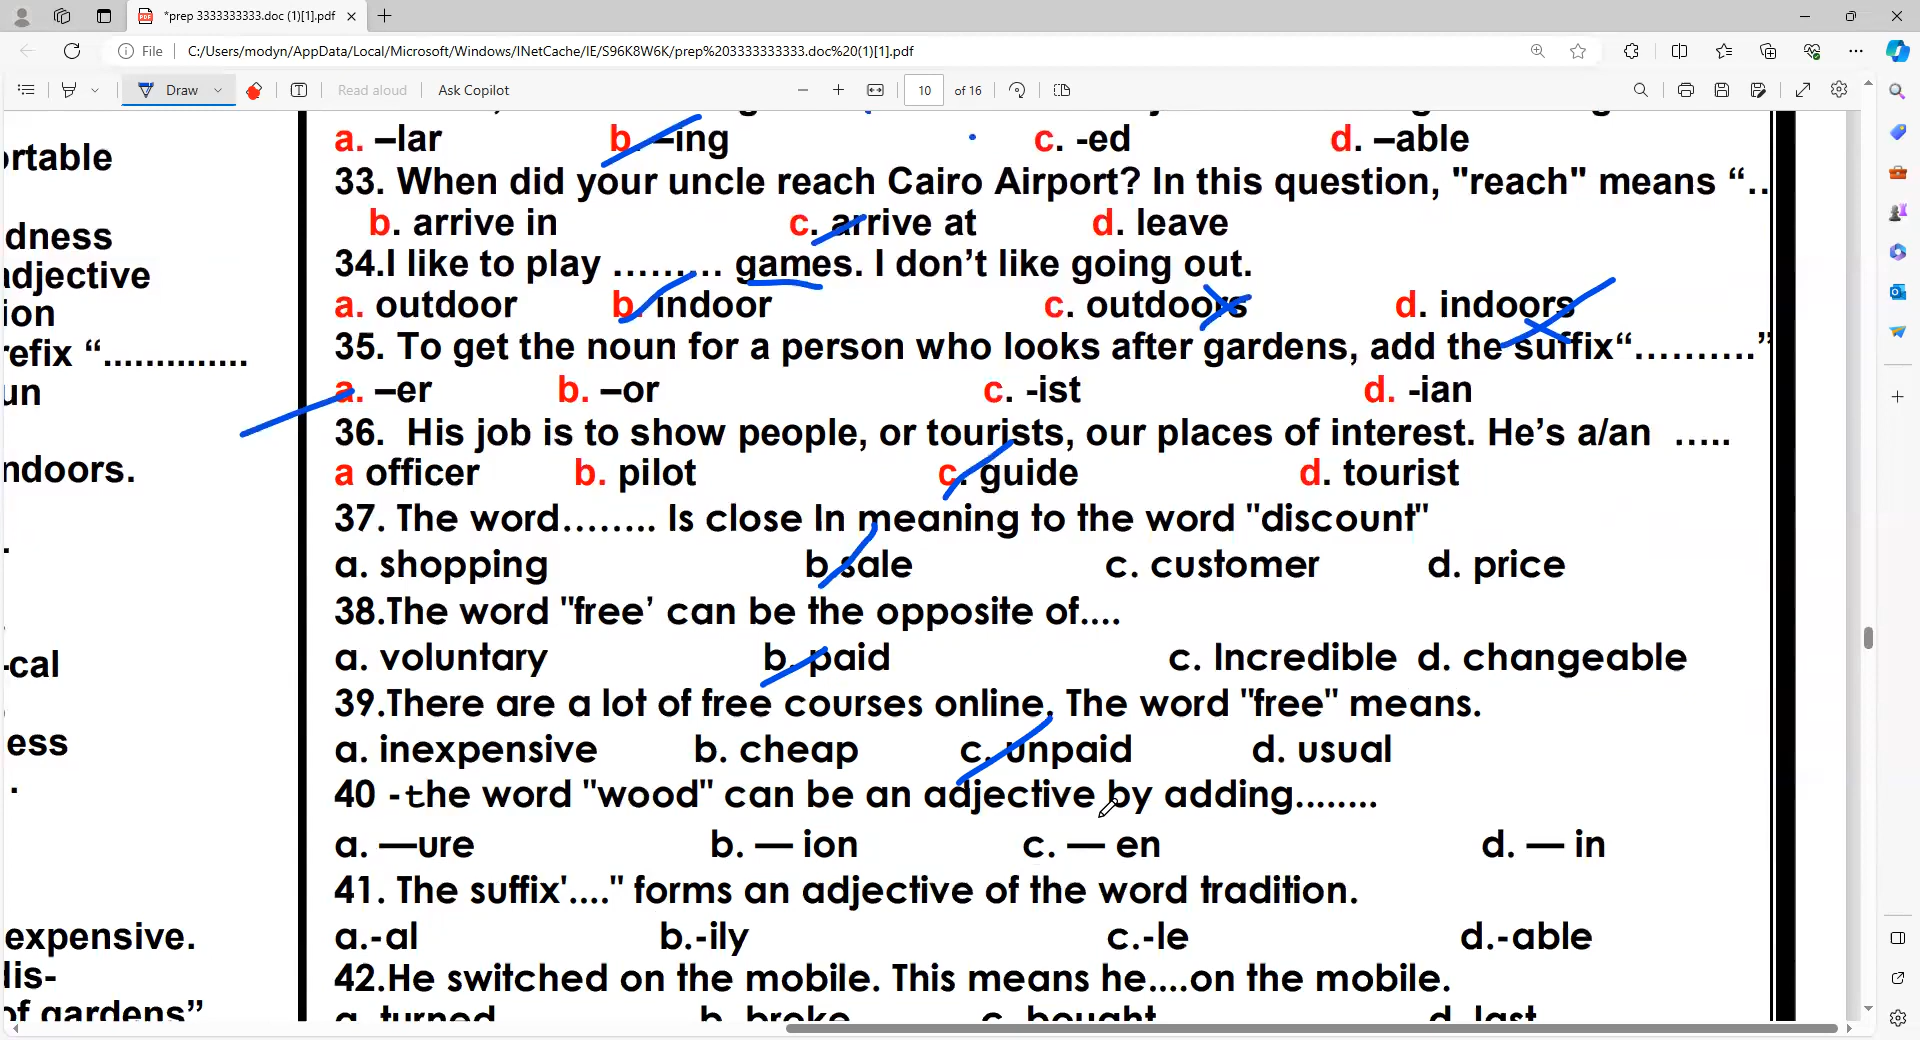 *prep 3333333333.doc (1)[1].pdf
File C:/Users/modyn/AppData/Local/Microsoft/Windows/INetCache/IE/S96K8W6K/prep%203333333333.doc%20(1)[1].pdf
Draw Read aloud Ask Copilot 10 of 16
a. –lar b. –ing c. -ed d. –able
ortable
33. When did your uncle reach Cairo Airport? In this question, "reach" means “..
b. arrive in c. arrive at d. leave
dness
34.I like to play ……… games. I don’t like going out.
adjective
a. outdoor b. indoor c. outdoors d. indoors
ion
35. To get the noun for a person who looks after gardens, add the suffix“……….”
refix “..............
a. –er b. –or c. -ist d. -ian
un
36. His job is to show people, or tourists, our places of interest. He’s a/an …..
a officer b. pilot c. guide d. tourist
ndoors.
37. The word…….. Is close In meaning to the word "discount"
a. shopping b.sale c. customer d. price
38.The word "free’ can be the opposite of....
a. voluntary b. paid c. Incredible d. changeable
-cal
39.There are a lot of free courses online. The word "free" means.
a. inexpensive b. cheap c. unpaid d. usual
ess
40 -the word "wood" can be an adjective by adding........
a. —ure b. — ion c. — en d. — in
41. The suffix'...." forms an adjective of the word tradition.
a.-al b.-ily c.-le d.-able
expensive.
42.He switched on the mobile. This means he....on the mobile.
dis-
a. turned b. broke c. bought d. last
of gardens”